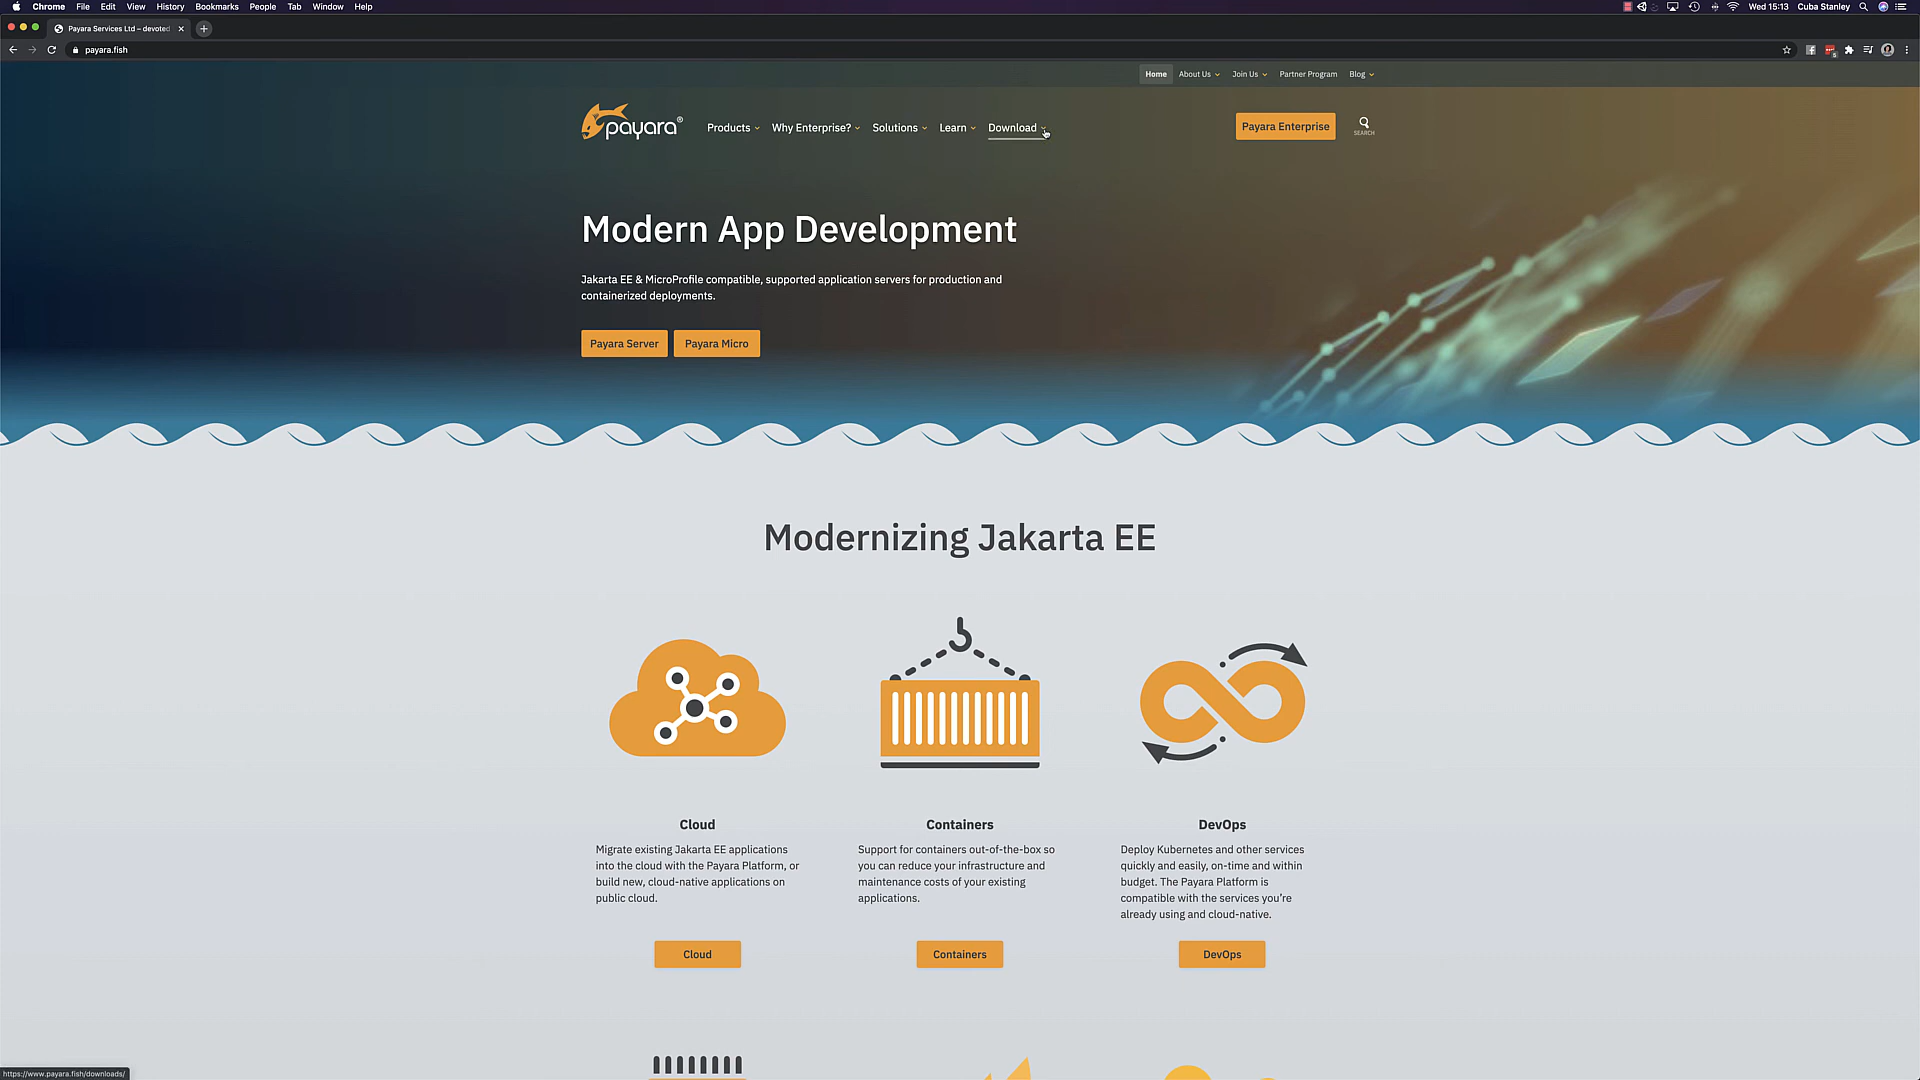 Chrome File Edit View History Bookmarks People Tab Window Help Wed 15:13 Cuba Stanley
Payara Services Ltd – devoted
payara.fish
Home About Us Join Us Partner Program Blog
payara® Products Why Enterprise? Solutions Learn Download Payara Enterprise SEARCH
Modern App Development
Jakarta EE & MicroProfile compatible, supported application servers for production and
containerized deployments.
Payara Server Payara Micro
Modernizing Jakarta EE
Cloud
Migrate existing Jakarta EE applications
into the cloud with the Payara Platform, or
build new, cloud-native applications on
public cloud.
Cloud
Containers
Support for containers out-of-the-box so
you can reduce your infrastructure and
maintenance costs of your existing
applications.
Containers
DevOps
Deploy Kubernetes and other services
quickly and easily, on-time and within
budget. The Payara Platform is
compatible with the services you’re
already using and cloud-native.
DevOps
https://www.payara.fish/downloads/